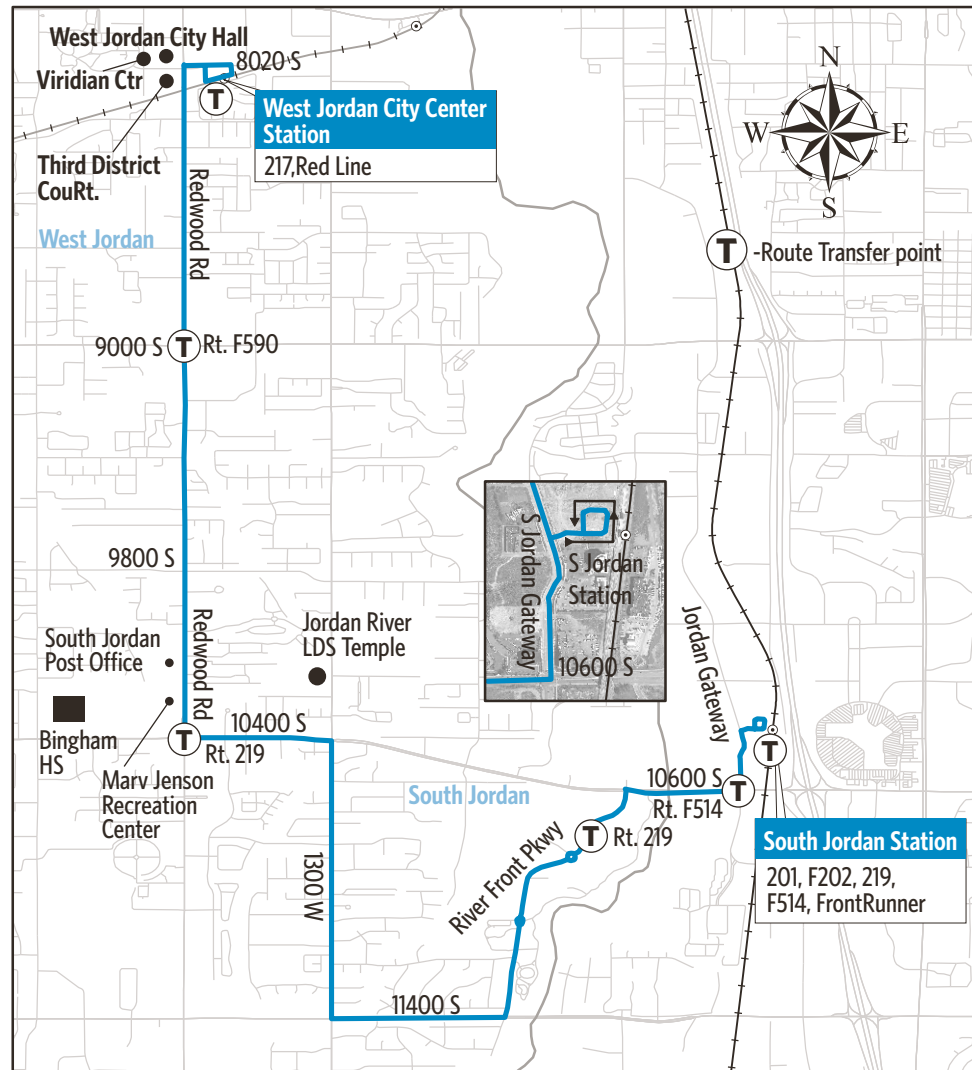 West Jordan City Hall
8020 S
Viridian Ctr
T
West Jordan City Center
Station
217,Red Line
N
W
E
S
Third District
CouRt.
Redwood Rd
West Jordan
T
-Route Transfer point
9000 S
T
Rt. F590
9800 S
S Jordan Gateway
S Jordan
Station
10600 S
South Jordan
Post Office
Redwood Rd
Jordan River
LDS Temple
Jordan Gateway
Bingham
HS
10400 S
T
Rt. 219
Marv Jenson
Recreation
Center
T
10600 S
Rt. F514
T
South Jordan
T
Rt. 219
River Front Pkwy
South Jordan Station
201, F202, 219,
F514, FrontRunner
1300 W
11400 S